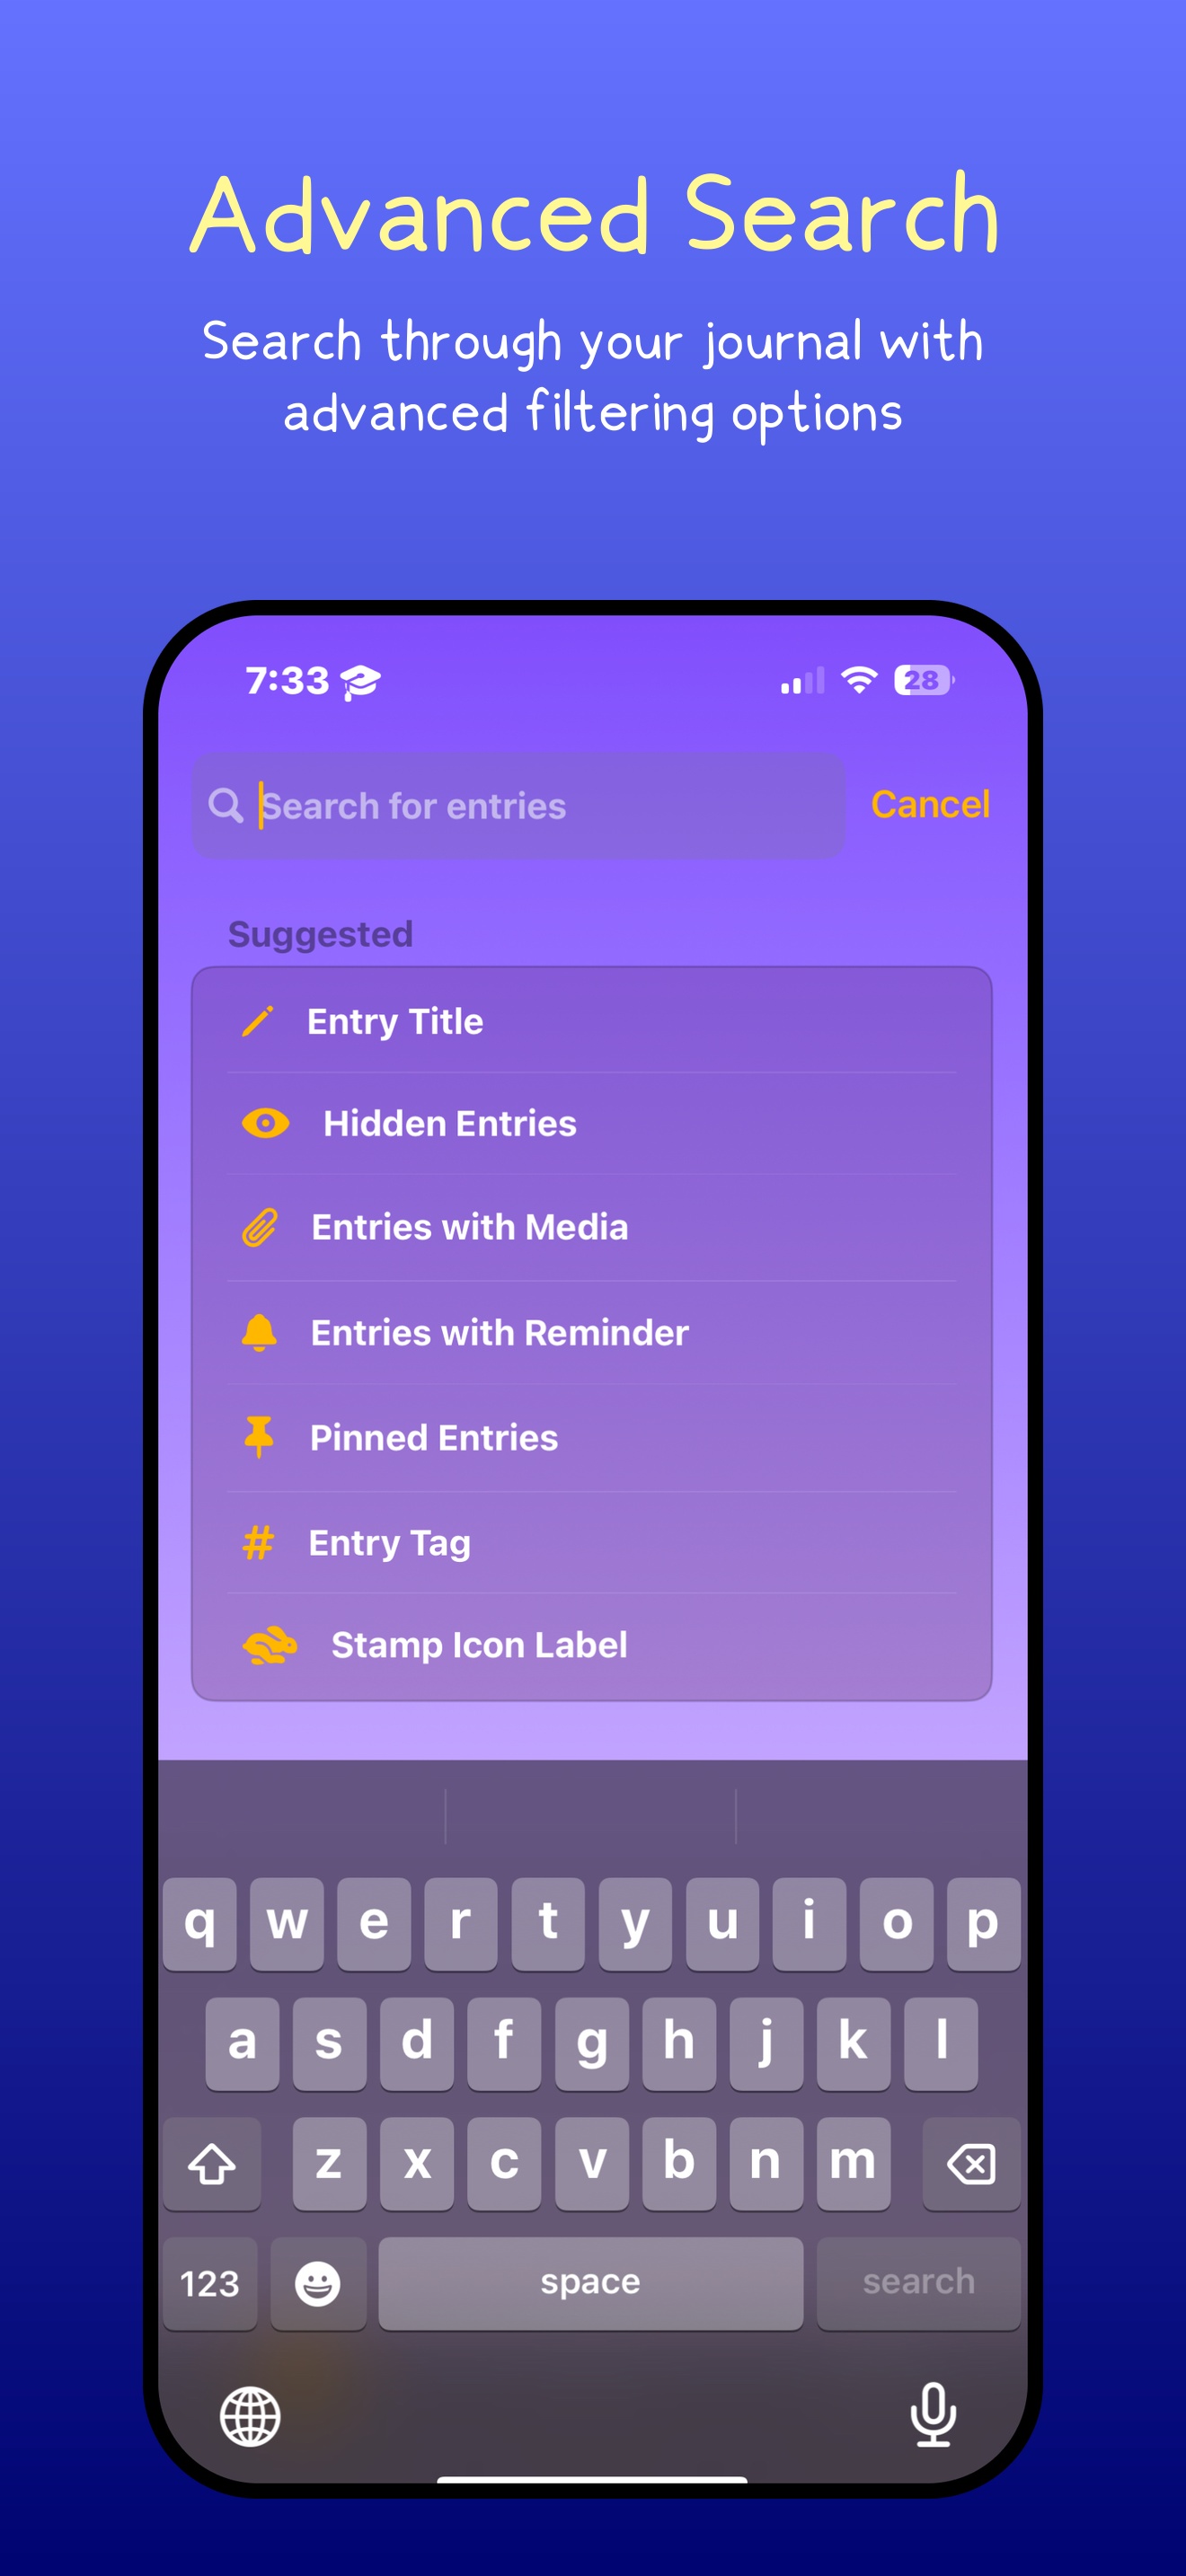 Advanced Search
Search through your journal with
advanced filtering options
7:33
28
Search for entries
Cancel
Suggested
Entry Title
Hidden Entries
Entries with Media
Entries with Reminder
Pinned Entries
# Entry Tag
Stamp Icon Label
q w e r t y u i o p
a s d f g h j k l
z x c v b n m
123 space search